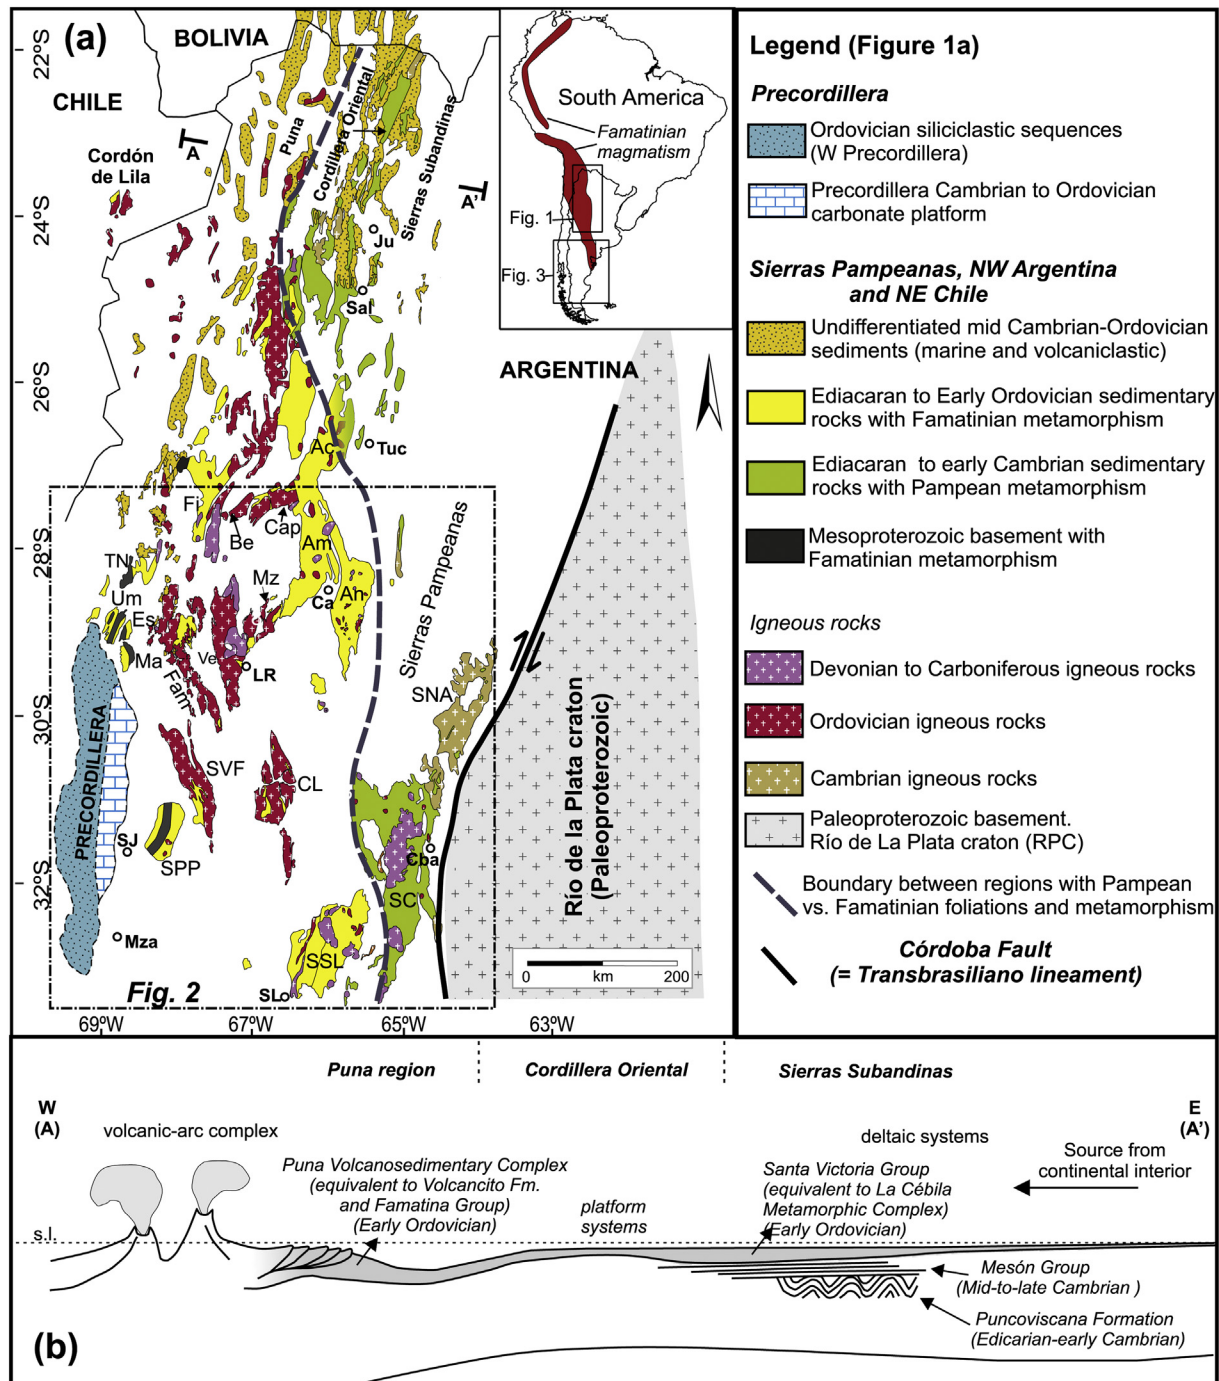 (a)
BOLIVIA
CHILE
22°S
24°S
26°S
28°S
30°S
32°S
A
A'
Puna
Cordillera Oriental
Sierras Subandinas
Cordón
de Lila
Ju
Sal
Tuc
Ac
Fi
Be
Cap
Am
TN
Um
Es
Mz
Ca
An
Ma
Ve
Fam
LR
Sierras Pampeanas
SNA
SVF
CL
PRECORDILLERA
SJ
SPP
Cba
SC
Mza
SSL
SL
Fig. 2
69°W
67°W
65°W
63°W
ARGENTINA
Río de la Plata craton
(Paleoproterozoic)
0
km
200
South America
Famatinian
magmatism
Fig. 1
Fig. 3
Legend (Figure 1a)
Precordillera
Ordovician siliciclastic sequences
(W Precordillera)
Precordillera Cambrian to Ordovician
carbonate platform
Sierras Pampeanas, NW Argentina
and NE Chile
Undifferentiated mid Cambrian-Ordovician
sediments (marine and volcaniclastic)
Ediacaran to Early Ordovician sedimentary
rocks with Famatinian metamorphism
Ediacaran to early Cambrian sedimentary
rocks with Pampean metamorphism
Mesoproterozoic basement with
Famatinian metamorphism
Igneous rocks
Devonian to Carboniferous igneous rocks
Ordovician igneous rocks
Cambrian igneous rocks
Paleoproterozoic basement.
Río de La Plata craton (RPC)
Boundary between regions with Pampean
vs. Famatinian foliations and metamorphism
Córdoba Fault
(= Transbrasiliano lineament)
Puna region
Cordillera Oriental
Sierras Subandinas
W
(A)
E
(A')
volcanic-arc complex
deltaic systems
Source from
continental interior
Puna Volcanosedimentary Complex
(equivalent to Volcancito Fm.
and Famatina Group)
(Early Ordovician)
platform
systems
Santa Victoria Group
(equivalent to La Cébila
Metamorphic Complex)
(Early Ordovician)
s.l.
Mesón Group
(Mid-to-late Cambrian )
Puncoviscana Formation
(Edicarian-early Cambrian)
(b)